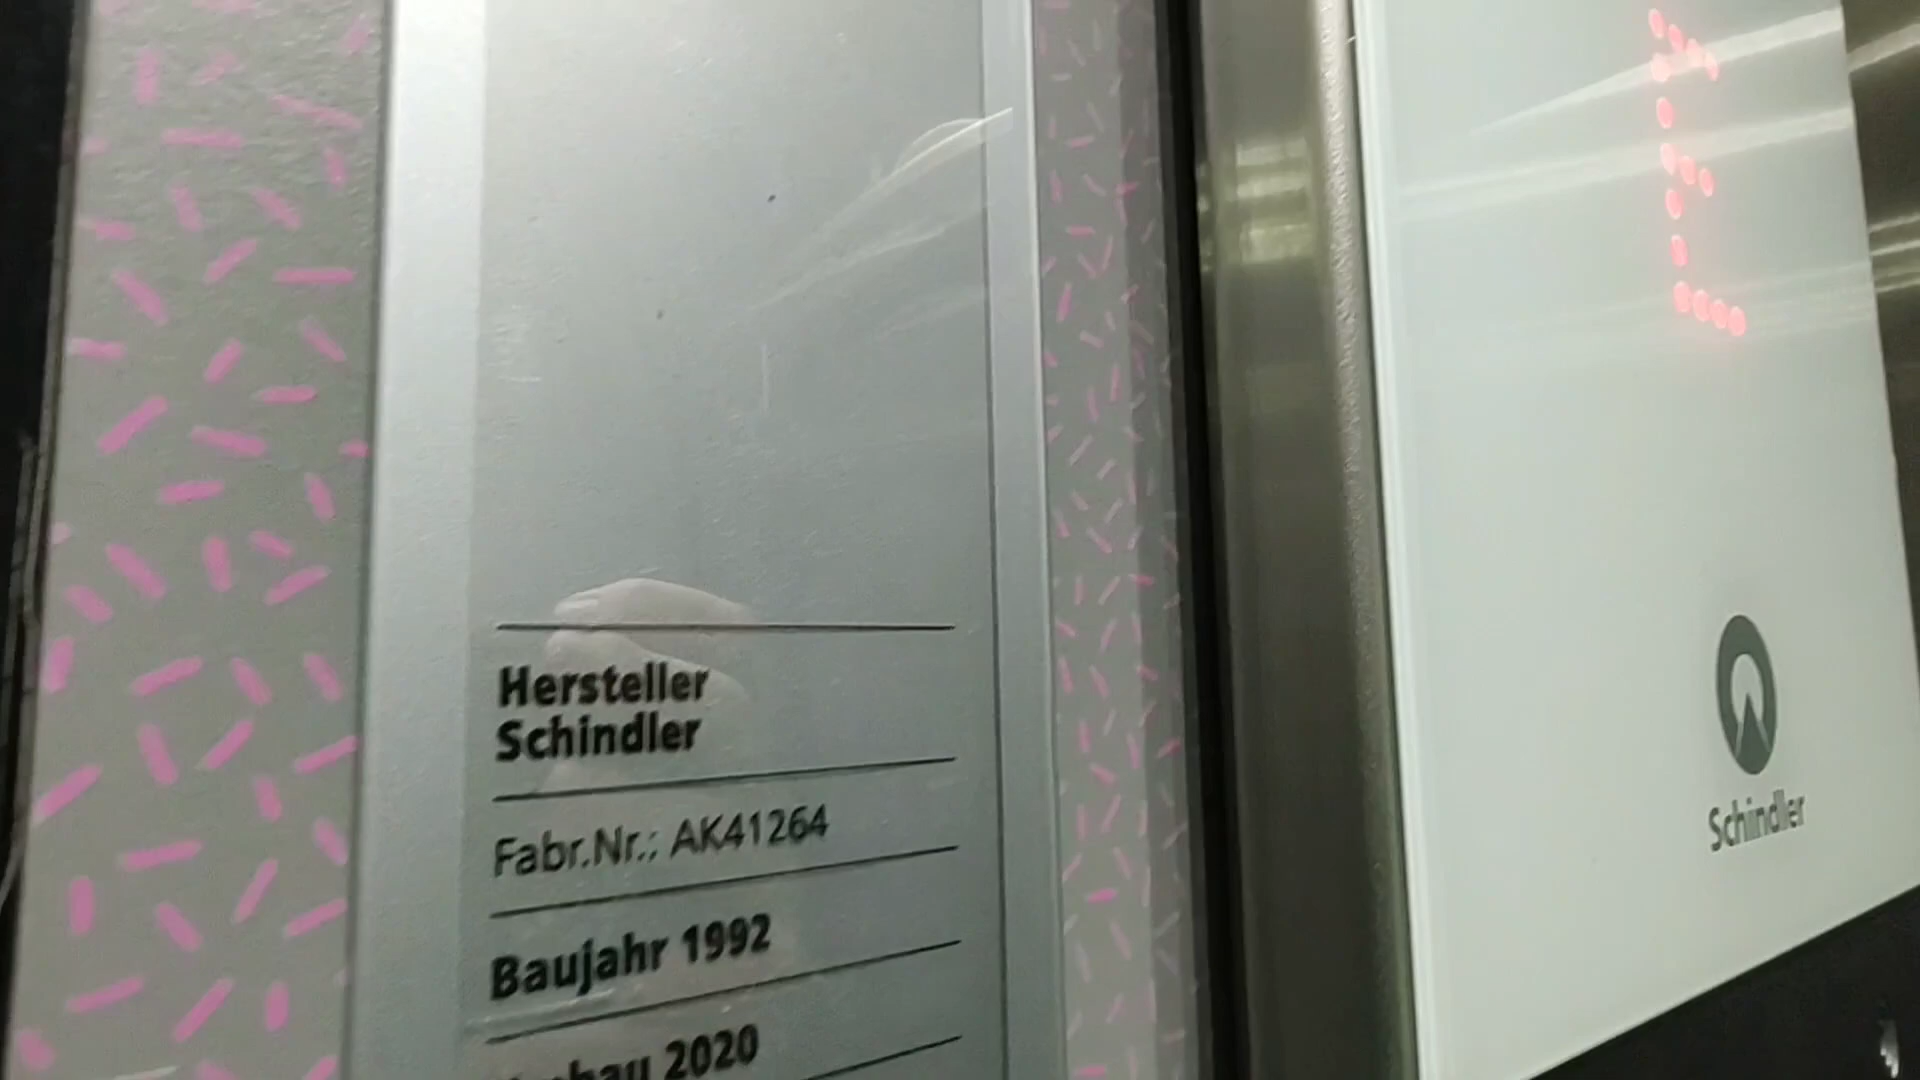 E
Hersteller
Schindler
Fabr.Nr.: AK41264
Baujahr 1992
2020
Schindler